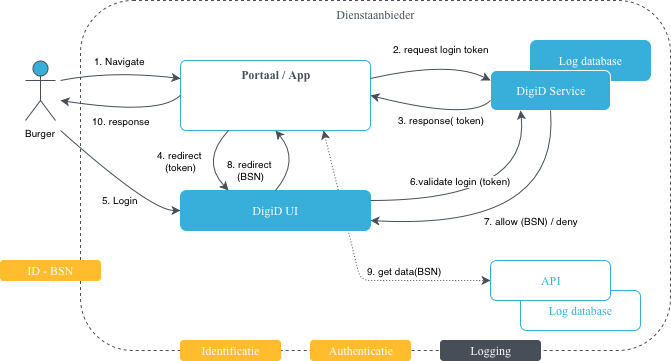 Dienstaanbieder
1. Navigate
Portaal / App
2. request login token
Log database
DigiD Service
10. response
3. response( token)
Burger
4. redirect
(token)
8. redirect
(BSN)
5. Login
6.validate login (token)
DigiD UI
7. allow (BSN) / deny
ID - BSN
9. get data(BSN)
API
Log database
Identificatie
Authenticatie
Logging